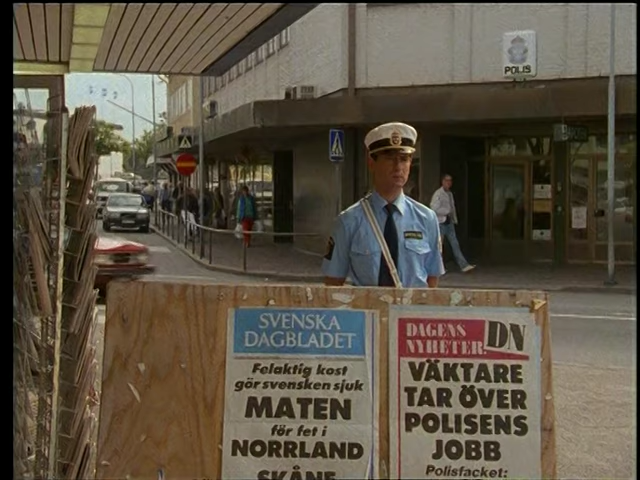 POLIS
SVENSKA
DAGBLADET
Felaktig kost
gör svensken sjuk
MATEN
för fet i
NORRLAND
SKÅNE
DAGENS
NYHETER
DN
VÄKTARE
TAR ÖVER
POLISENS
JOBB
Polisfacket: